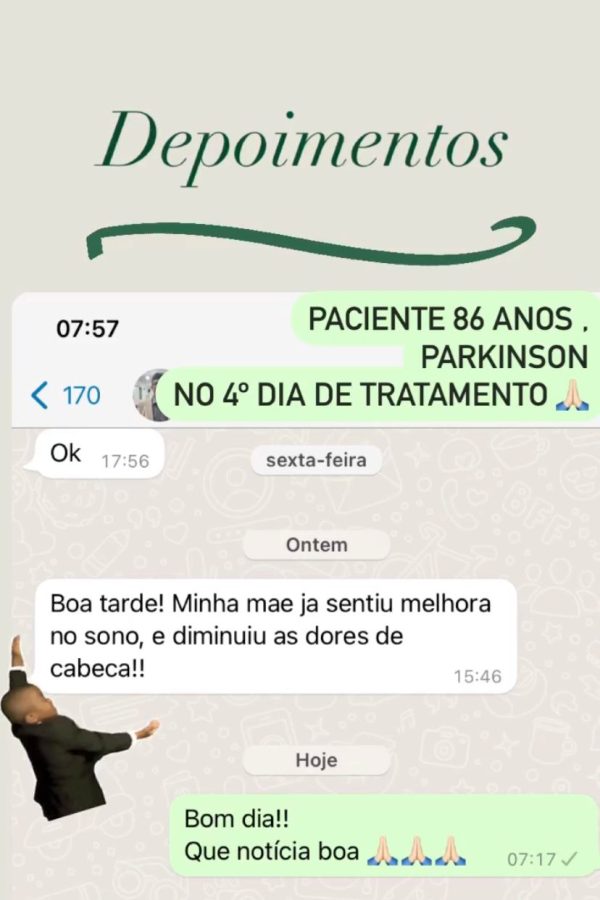 Depoimentos
07:57
PACIENTE 86 ANOS ,
PARKINSON
170
NO 4º DIA DE TRATAMENTO 🙏🏻
Ok 17:56
sexta-feira
Ontem
Boa tarde! Minha mae ja sentiu melhora
no sono, e diminuiu as dores de
cabeca!!
15:46
Hoje
Bom dia!!
Que notícia boa 🙏🏻🙏🏻🙏🏻 07:17